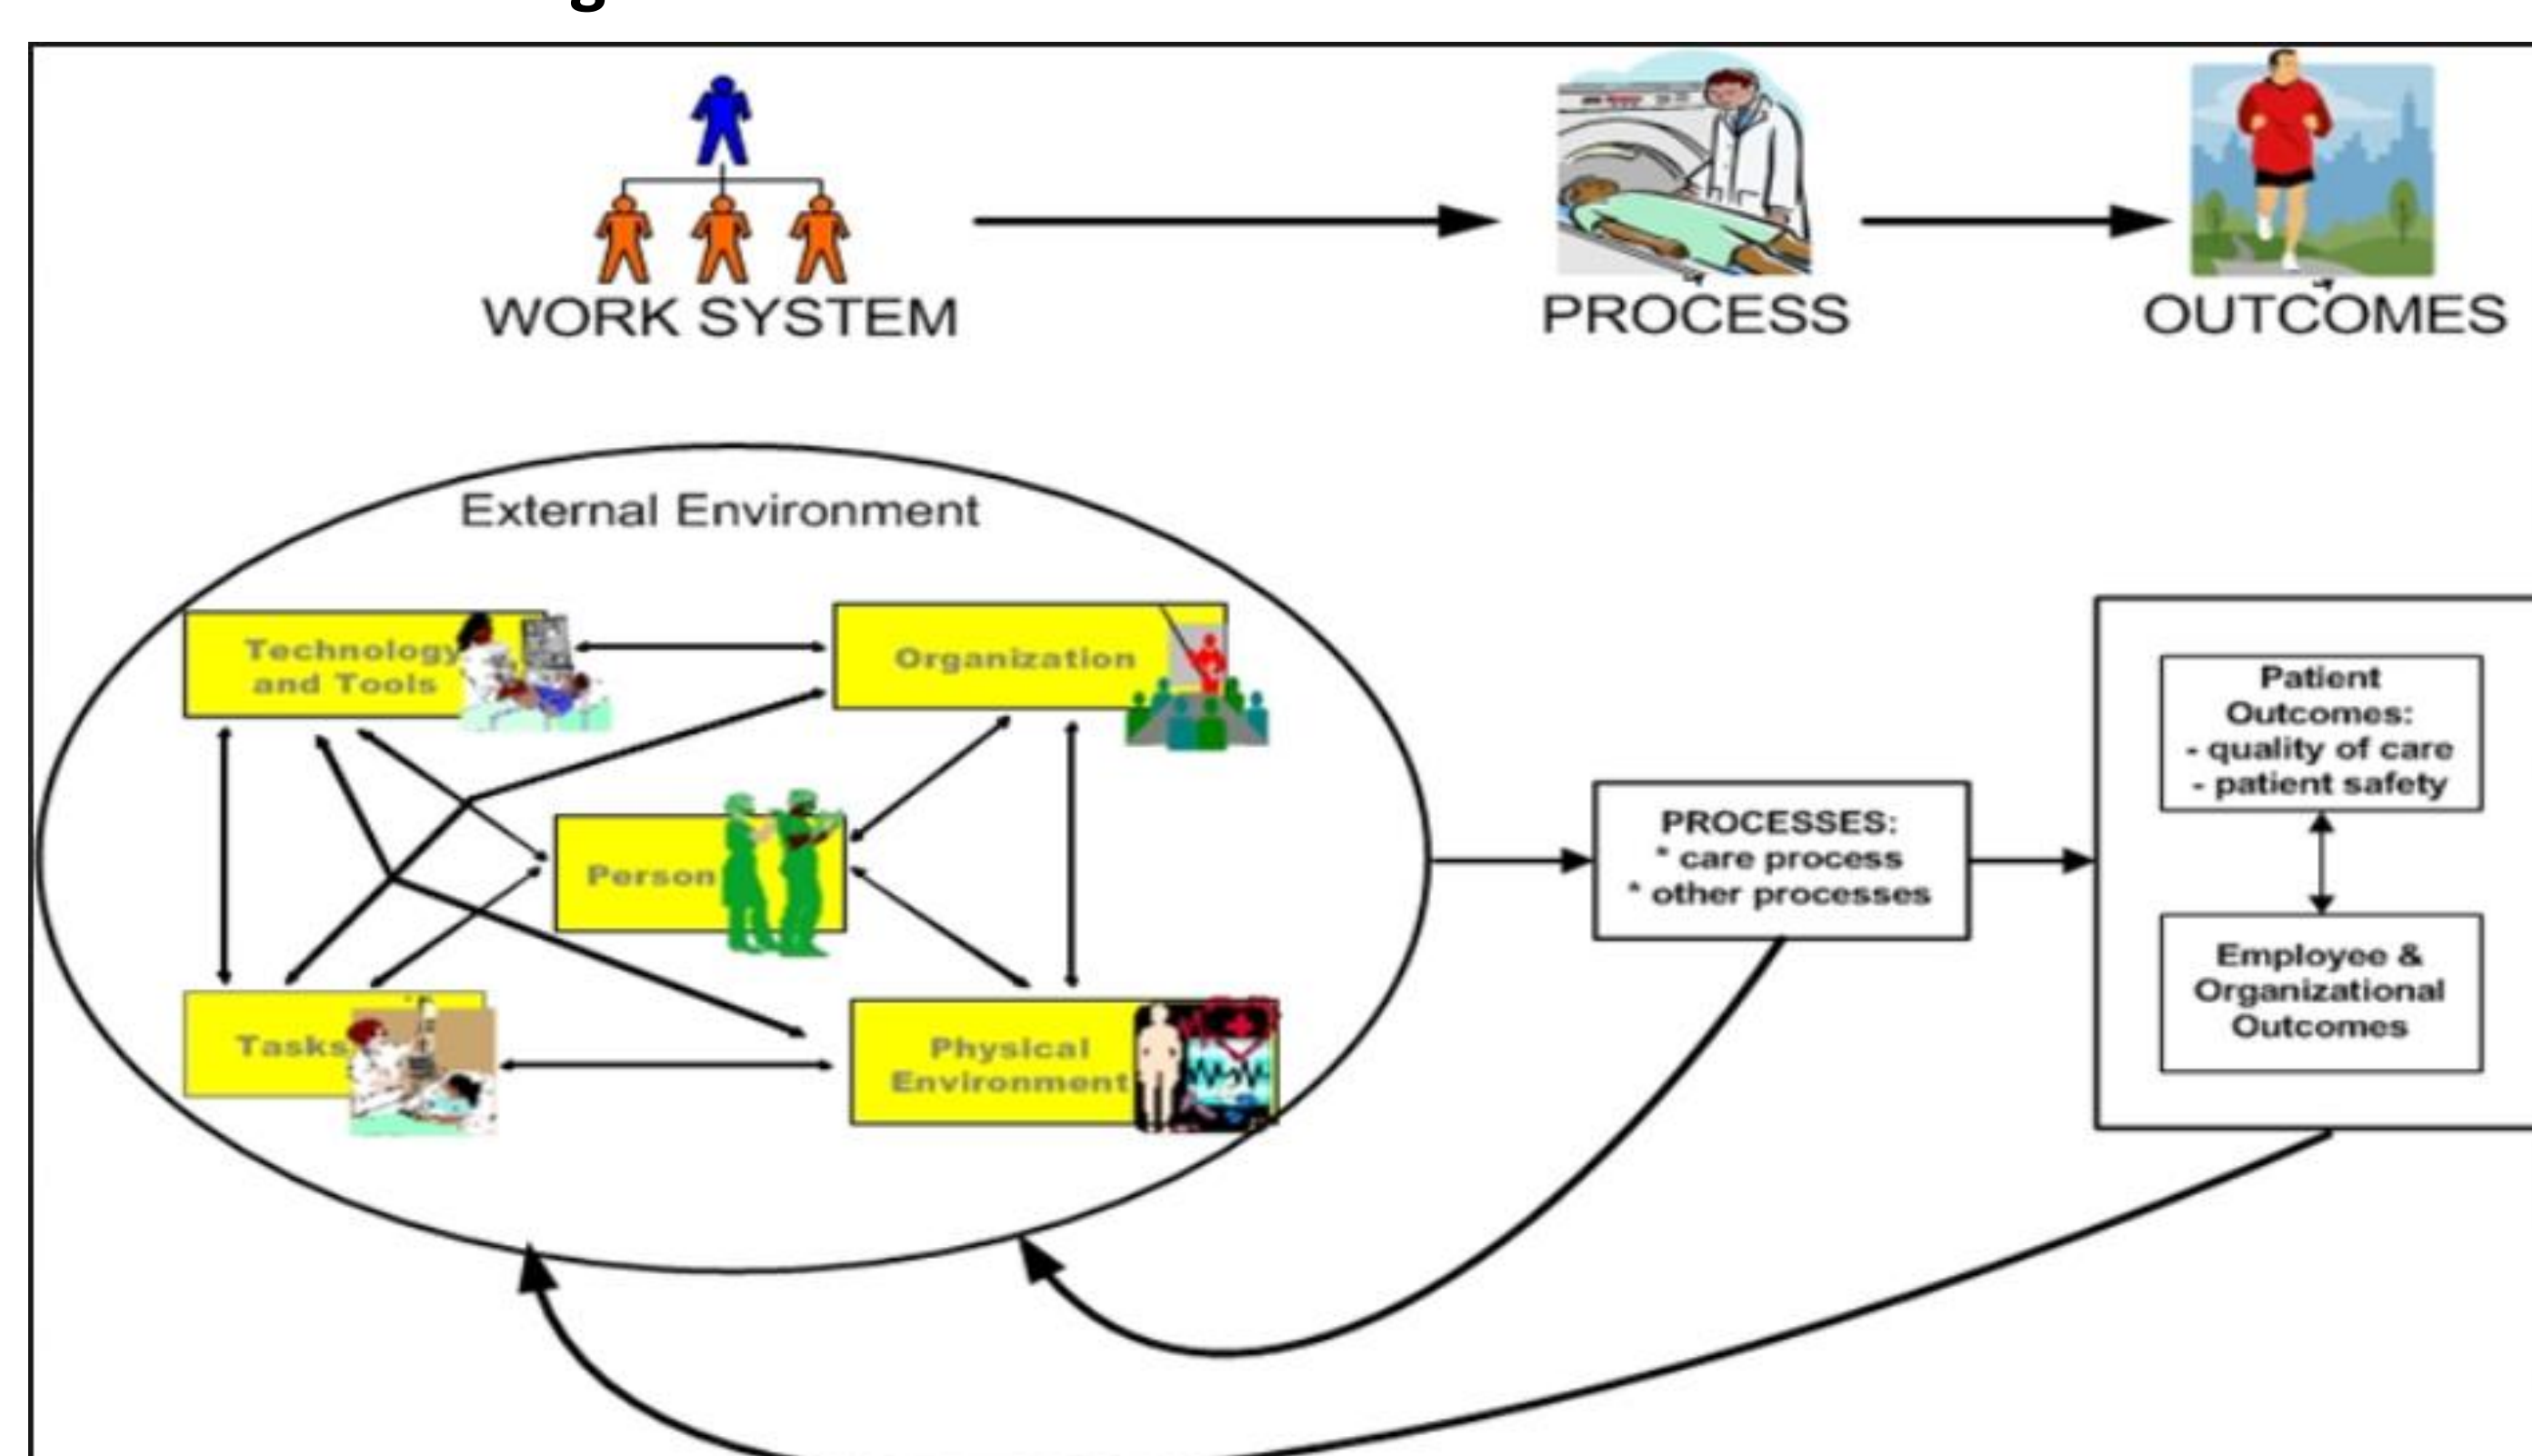 WORK SYSTEM
PROCESS
OUTCOMES
External Environment
Technology
and Tools
Organization
Person
Tasks
Physical
Environment
PROCESSES:
* care process
* other processes
Patient
Outcomes:
- quality of care
- patient safety
Employee &
Organizational
Outcomes